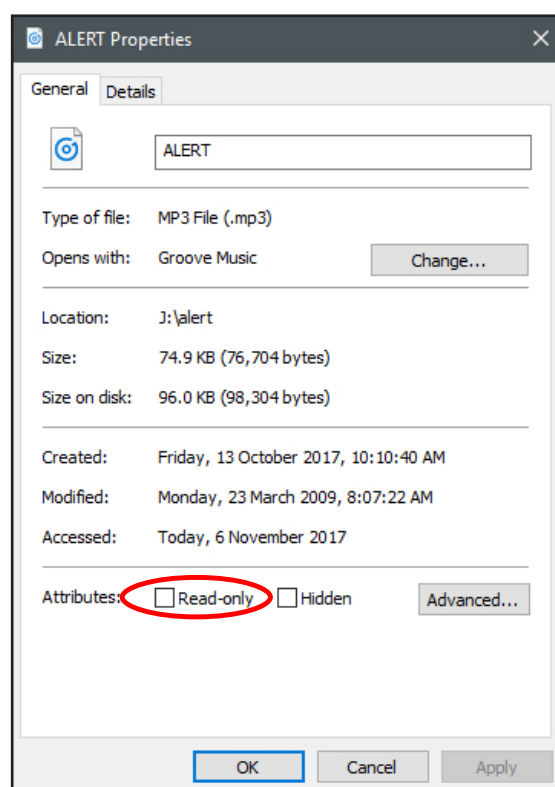 ALERT Properties
General Details
ALERT
Type of file: MP3 File (.mp3)
Opens with: Groove Music Change...
Location: J:\alert
Size: 74.9 KB (76,704 bytes)
Size on disk: 96.0 KB (98,304 bytes)
Created: Friday, 13 October 2017, 10:10:40 AM
Modified: Monday, 23 March 2009, 8:07:22 AM
Accessed: Today, 6 November 2017
Attributes: Read-only Hidden Advanced...
OK Cancel Apply